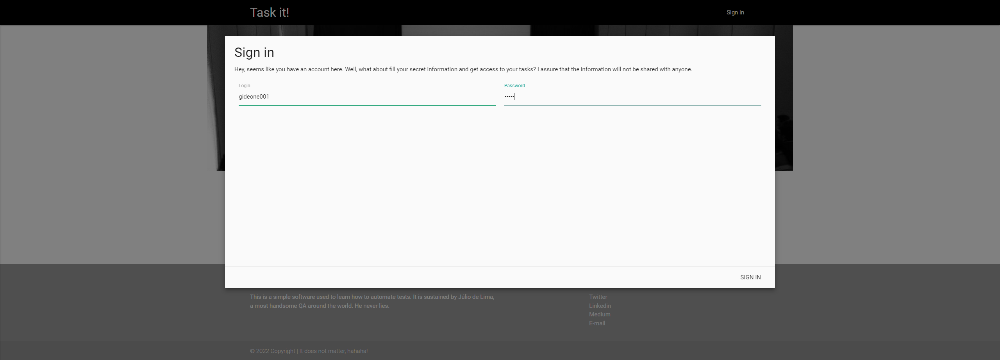 Task it!
Sign in
Sign in
Hey, seems like you have an account here. Well, what about fill your secret information and get access to your tasks? I assure that the information will not be shared with anyone.
Login
Password
gideone001
•••••
SIGN IN
This is a simple software used to learn how to automate tests. It is sustained by Júlio de Lima,
a most handsome QA around the world. He never lies.
Twitter
Linkedin
Medium
E-mail
© 2022 Copyright | It does not matter, hahaha!